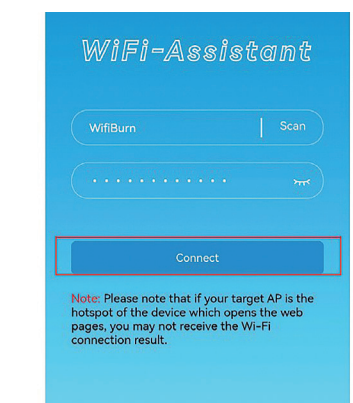 WiFi-Assistant
WifiBurn Scan
Connect
Note: Please note that if your target AP is the
hotspot of the device which opens the web
pages, you may not receive the Wi-Fi
connection result.